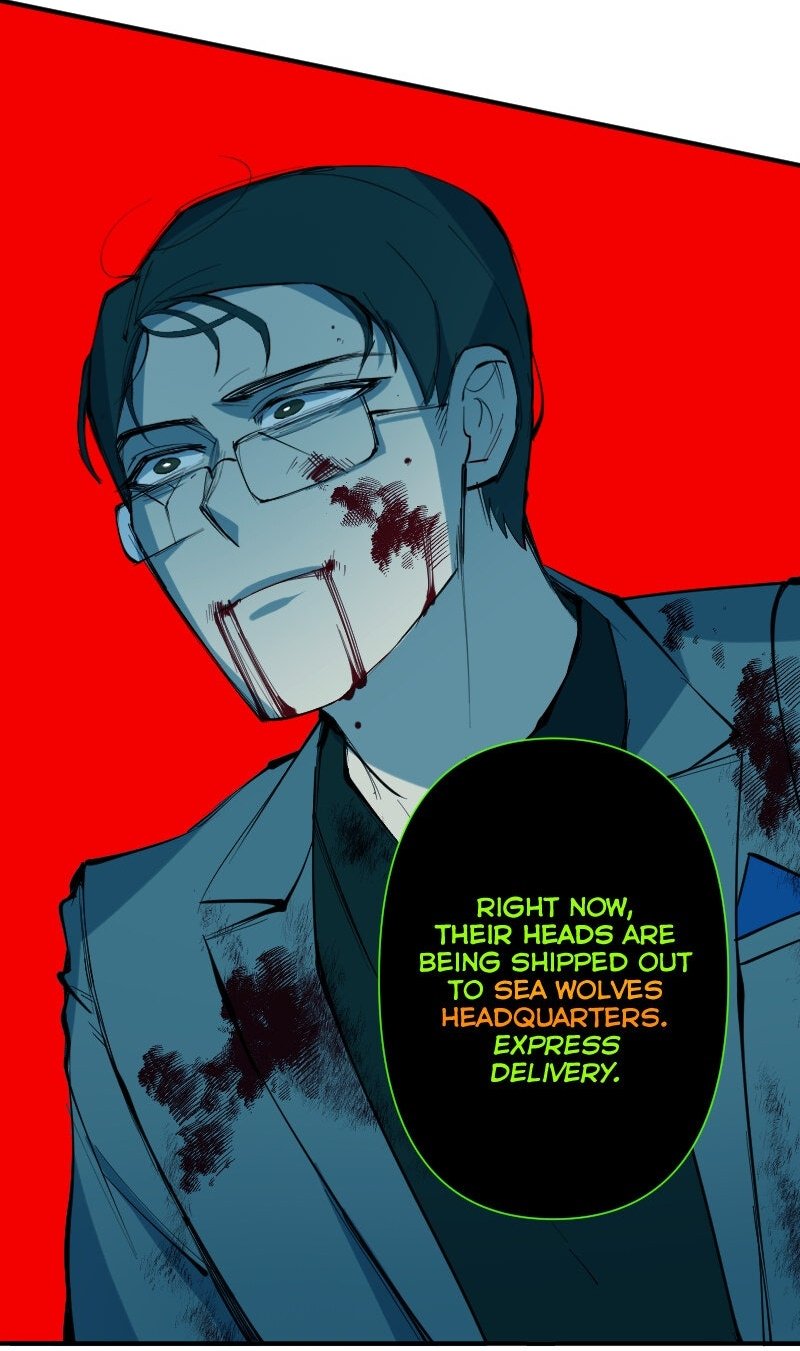 RIGHT NOW,
THEIR HEADS ARE
BEING SHIPPED OUT
TO SEA WOLVES
HEADQUARTERS.
EXPRESS
DELIVERY.